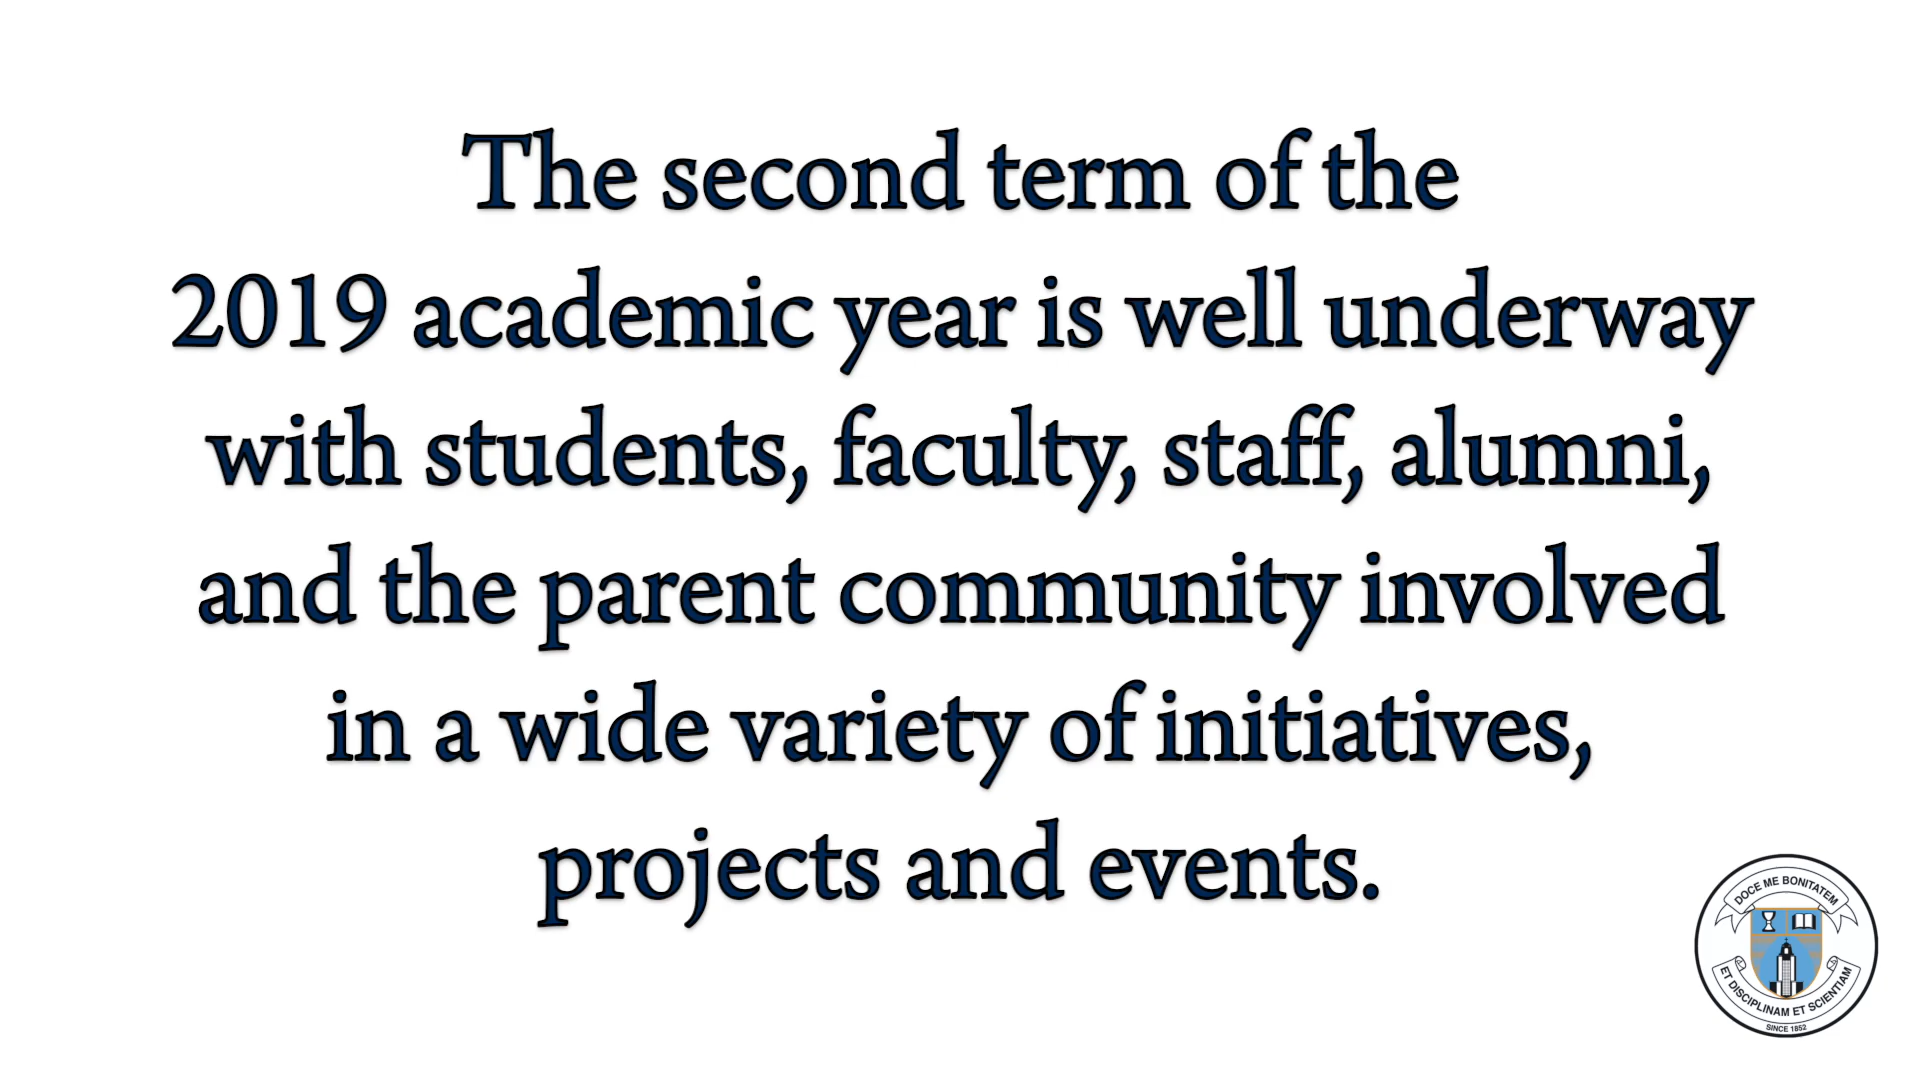 The second term of the
2019 academic year is well underway
with students, faculty, staff, alumni,
and the parent community involved
in a wide variety of initiatives,
projects and events.
DOCE ME BONITATEM
ET DISCIPLINAM ET SCIENTIAM
SINCE 1852